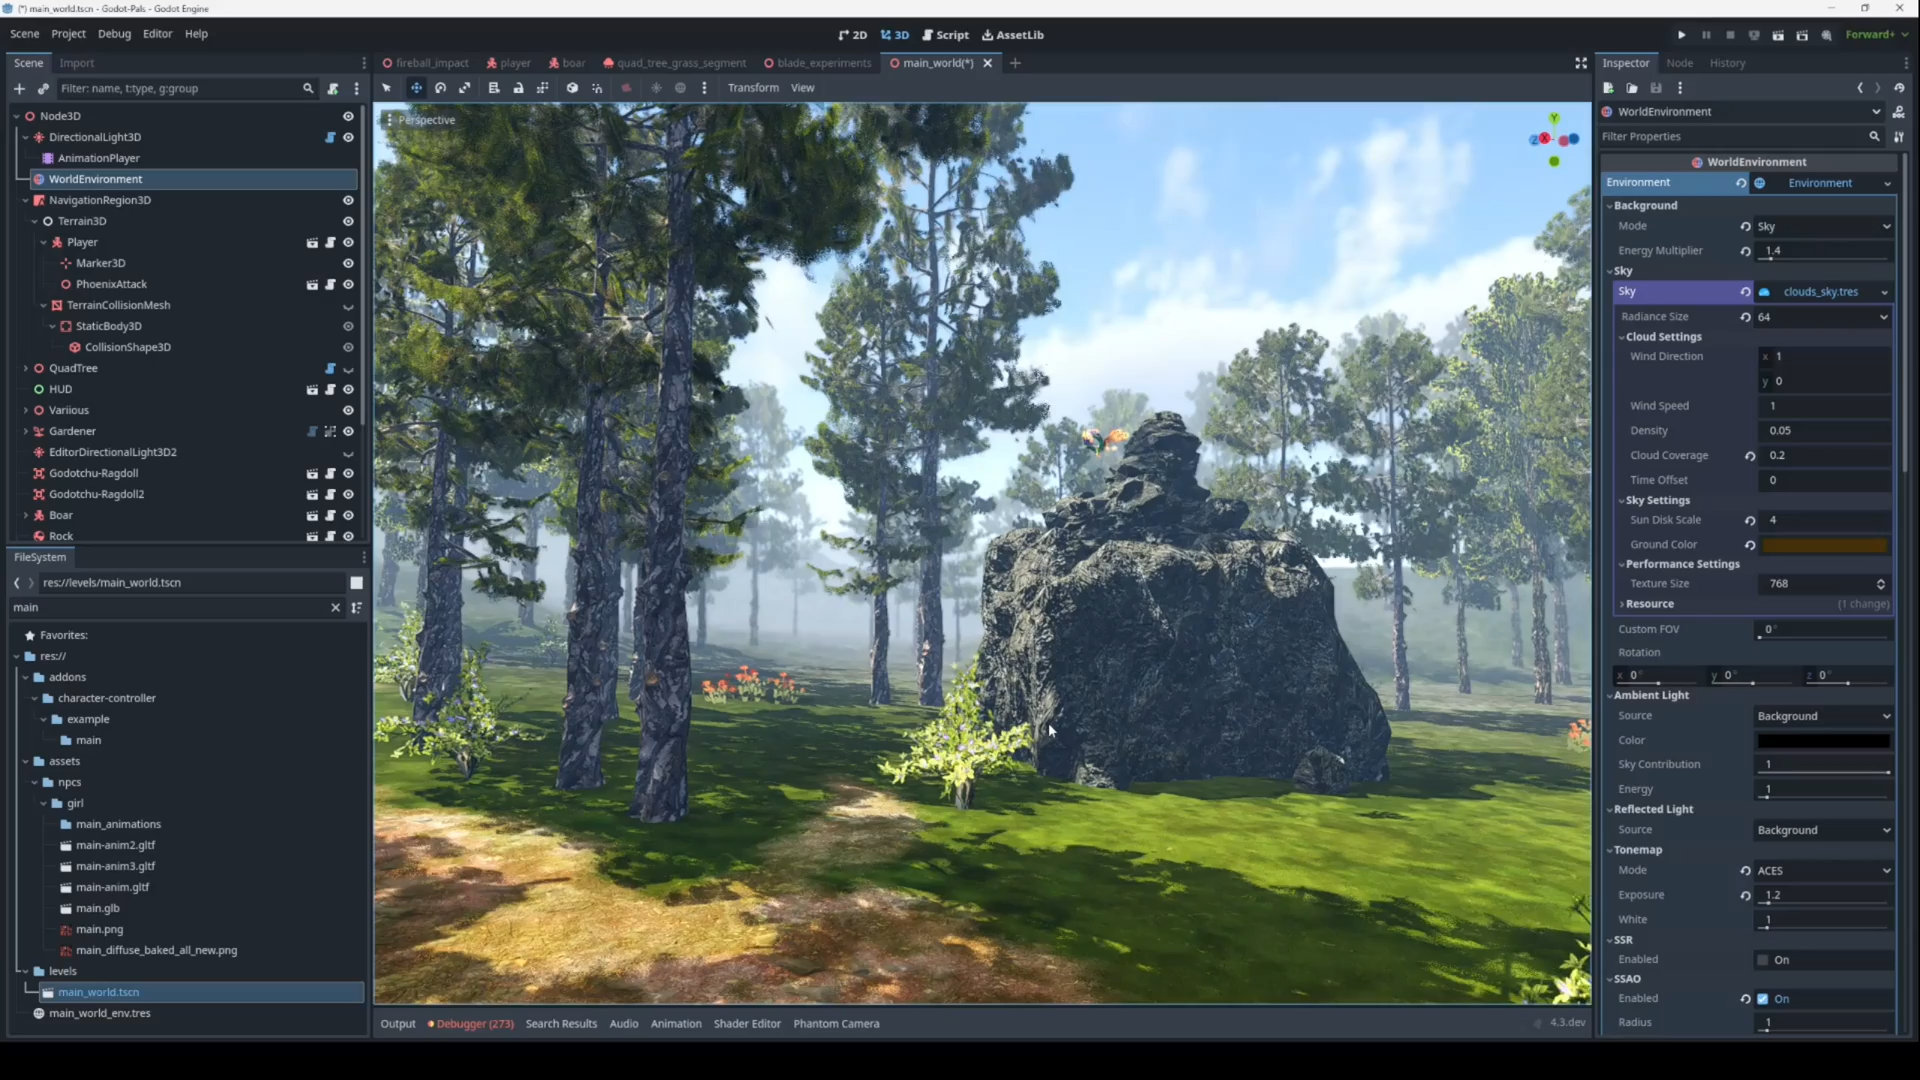 (*) main_world.tscn - Godot-Pals - Godot Engine
Scene Project Debug Editor Help
2D 3D Script AssetLib
Forward+
Scene Import
fireball_impact player boar quad_tree_grass_segment blade_experiments main_world(*)
Inspector Node History
Filter: name, t:type, g:group
Transform View
Node3D
DirectionalLight3D
AnimationPlayer
WorldEnvironment
NavigationRegion3D
Terrain3D
Player
Marker3D
PhoenixAttack
TerrainCollisionMesh
StaticBody3D
CollisionShape3D
QuadTree
HUD
Variious
Gardener
EditorDirectionalLight3D2
Godotchu-Ragdoll
Godotchu-Ragdoll2
Boar
Rock
FileSystem
res://levels/main_world.tscn
main
Favorites:
res://
addons
character-controller
example
main
assets
npcs
girl
main_animations
main-anim2.gltf
main-anim3.gltf
main-anim.gltf
main.glb
main.png
main_diffuse_baked_all_new.png
levels
main_world.tscn
main_world_env.tres
Perspective
Y
Z X
Output Debugger (273) Search Results Audio Animation Shader Editor Phantom Camera
4.3.dev
WorldEnvironment
Filter Properties
WorldEnvironment
Environment Environment
Background
Mode Sky
Energy Multiplier 1.4
Sky
Sky clouds_sky.tres
Radiance Size 64
Cloud Settings
Wind Direction x 1
y 0
Wind Speed 1
Density 0.05
Cloud Coverage 0.2
Time Offset 0
Sky Settings
Sun Disk Scale 4
Ground Color
Performance Settings
Texture Size 768
Resource (1 change)
Custom FOV 0°
Rotation
x 0° y 0° z 0°
Ambient Light
Source Background
Color
Sky Contribution 1
Energy 1
Reflected Light
Source Background
Tonemap
Mode ACES
Exposure 1.2
White 1
SSR
Enabled On
SSAO
Enabled On
Radius 1